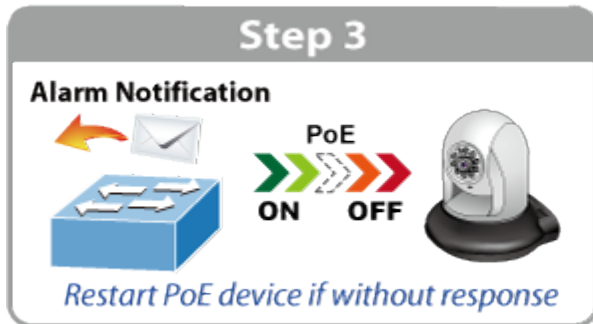 Step 3
Alarm Notification
PoE
ON OFF
Restart PoE device if without response